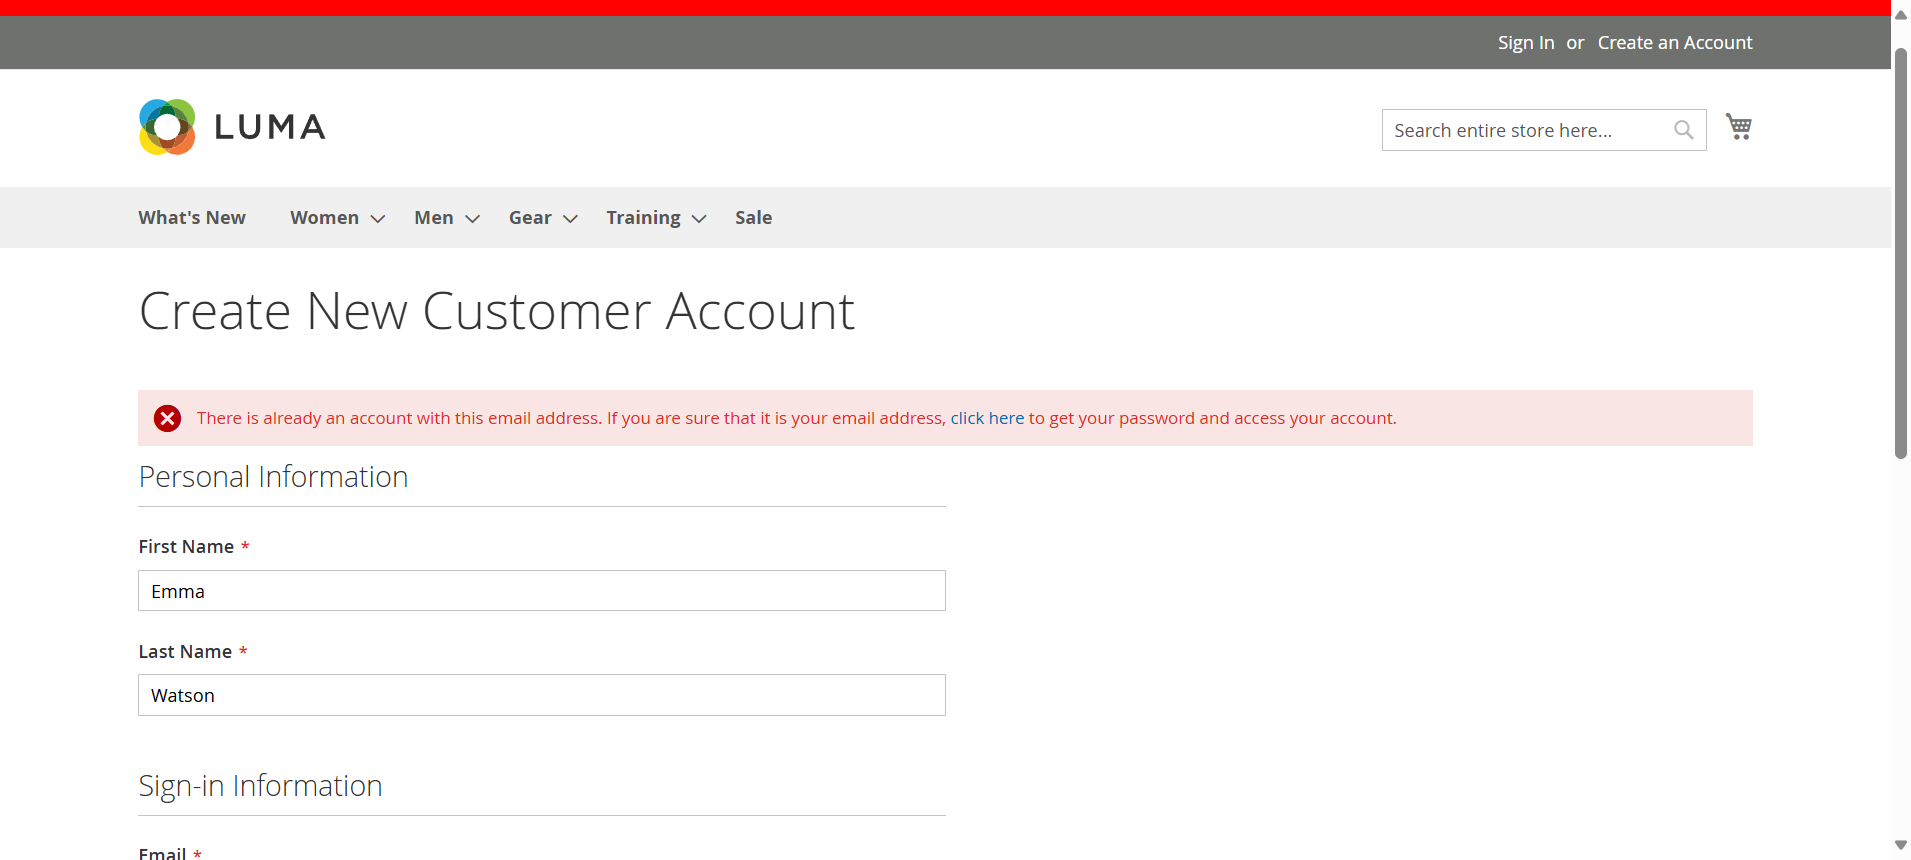 Sign In or Create an Account
LUMA
Search entire store here...
What's New Women Men Gear Training Sale
Create New Customer Account
There is already an account with this email address. If you are sure that it is your email address, click here to get your password and access your account.
Personal Information
First Name *
Emma
Last Name *
Watson
Sign-in Information
Email *